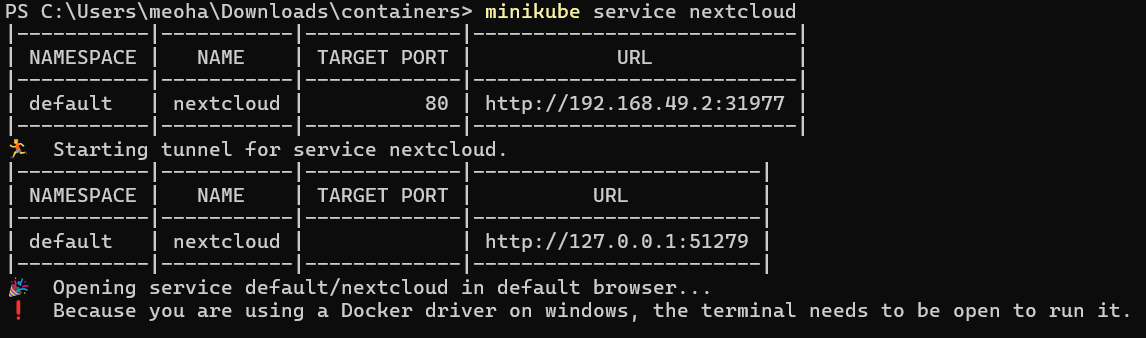 PS C:\Users\meoha\Downloads\containers> minikube service nextcloud
|-----------|-----------|-------------|---------------------------|
| NAMESPACE |   NAME    | TARGET PORT |            URL            |
|-----------|-----------|-------------|---------------------------|
| default   | nextcloud |          80 | http://192.168.49.2:31977 |
|-----------|-----------|-------------|---------------------------|
🏃  Starting tunnel for service nextcloud.
|-----------|-----------|-------------|------------------------|
| NAMESPACE |   NAME    | TARGET PORT |          URL           |
|-----------|-----------|-------------|------------------------|
| default   | nextcloud |             | http://127.0.0.1:51279 |
|-----------|-----------|-------------|------------------------|
🎉  Opening service default/nextcloud in default browser...
❗  Because you are using a Docker driver on windows, the terminal needs to be open to run it.